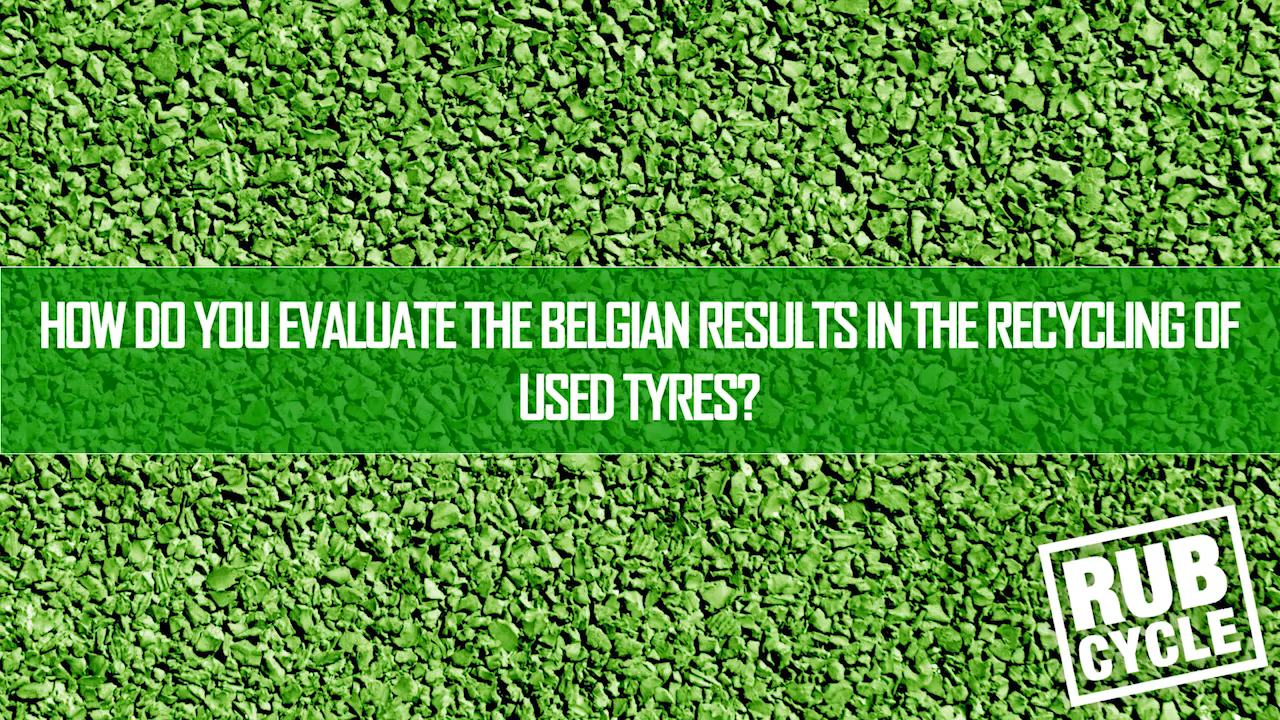 HOW DO YOU EVALUATE THE BELGIAN RESULTS IN THE RECYCLING OF
USED TYRES?
RUB
CYCLE